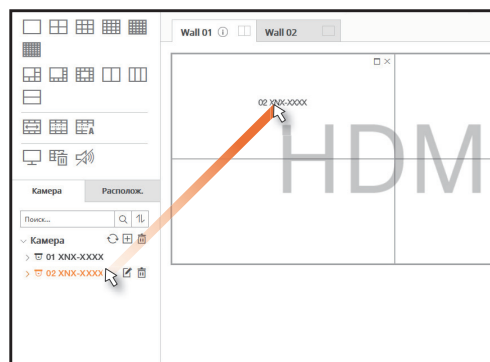 Wall 01
Wall 02
02 XNX-XXXX
HDM
Камера
Располож.
Поиск...
Камера
01 XNX-XXXX
02 XNX-XXXX